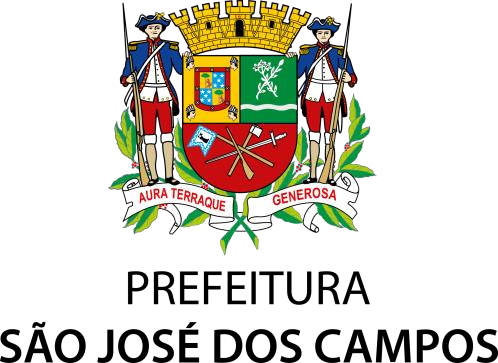 AURA TERRAQUE GENEROSA
PREFEITURA
SÃO JOSÉ DOS CAMPOS